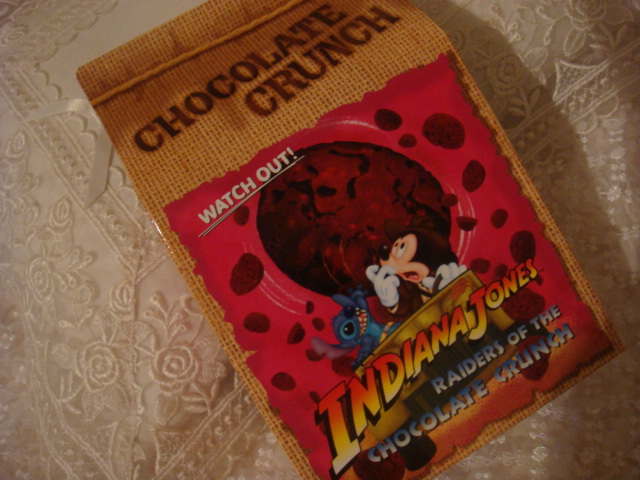 CHOCOLATE
CRUNCH
WATCH OUT!
INDIANA JONES
RAIDERS OF THE
CHOCOLATE CRUNCH